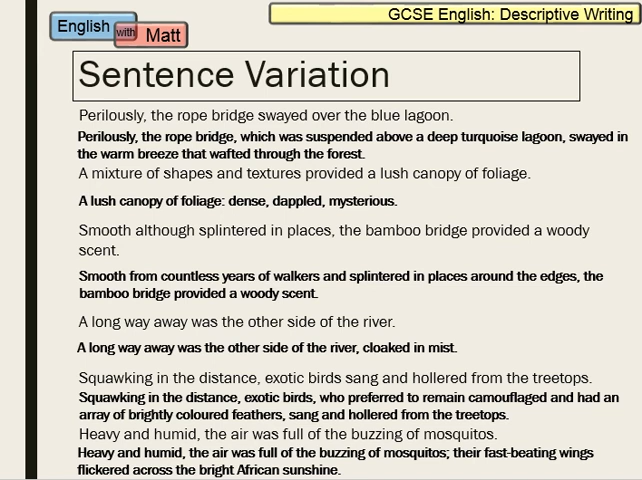 GCSE English: Descriptive Writing
English with Matt
Sentence Variation
Perilously, the rope bridge swayed over the blue lagoon.
Perilously, the rope bridge, which was suspended above a deep turquoise lagoon, swayed in
the warm breeze that wafted through the forest.
A mixture of shapes and textures provided a lush canopy of foliage.
A lush canopy of foliage: dense, dappled, mysterious.
Smooth although splintered in places, the bamboo bridge provided a woody
scent.
Smooth from countless years of walkers and splintered in places around the edges, the
bamboo bridge provided a woody scent.
A long way away was the other side of the river.
A long way away was the other side of the river, cloaked in mist.
Squawking in the distance, exotic birds sang and hollered from the treetops.
Squawking in the distance, exotic birds, who preferred to remain camouflaged and had an
array of brightly coloured feathers, sang and hollered from the treetops.
Heavy and humid, the air was full of the buzzing of mosquitos.
Heavy and humid, the air was full of the buzzing of mosquitos; their fast-beating wings
flickered across the bright African sunshine.